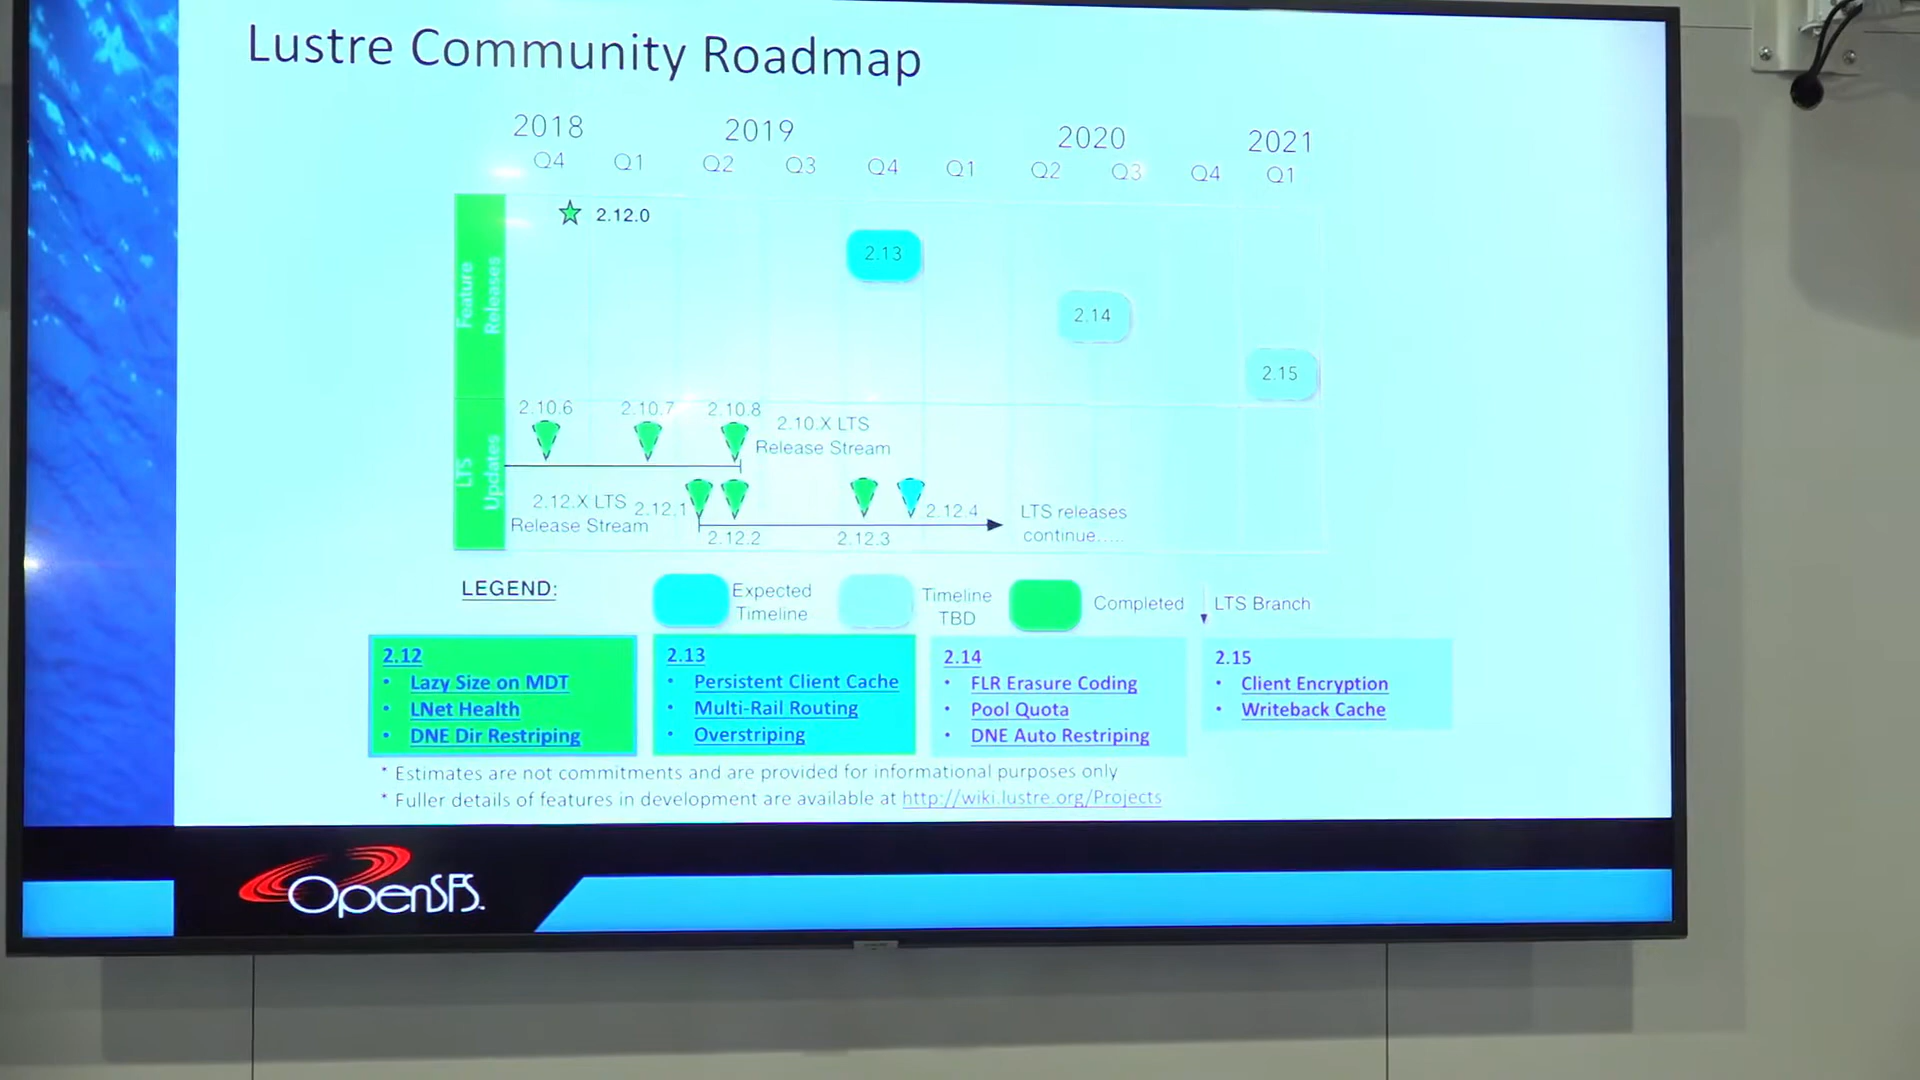 Lustre Community Roadmap
2018 2019 2020 2021
Q4 Q1 Q2 Q3 Q4 Q1 Q2 Q3 Q4 Q1
Feature
Releases
2.12.0
2.13
2.14
2.15
LTS
Updates
2.10.6 2.10.7 2.10.8
2.10.X LTS
Release Stream
2.12.X LTS
Release Stream
2.12.1
2.12.2
2.12.3
2.12.4
LTS releases
continue.....
LEGEND:
Expected
Timeline
Timeline
TBD
Completed
LTS Branch
2.12
• Lazy Size on MDT
• LNet Health
• DNE Dir Restriping
2.13
• Persistent Client Cache
• Multi-Rail Routing
• Overstriping
2.14
• FLR Erasure Coding
• Pool Quota
• DNE Auto Restriping
2.15
• Client Encryption
• Writeback Cache
* Estimates are not commitments and are provided for informational purposes only
* Fuller details of features in development are available at http://wiki.lustre.org/Projects
OpenSFS™